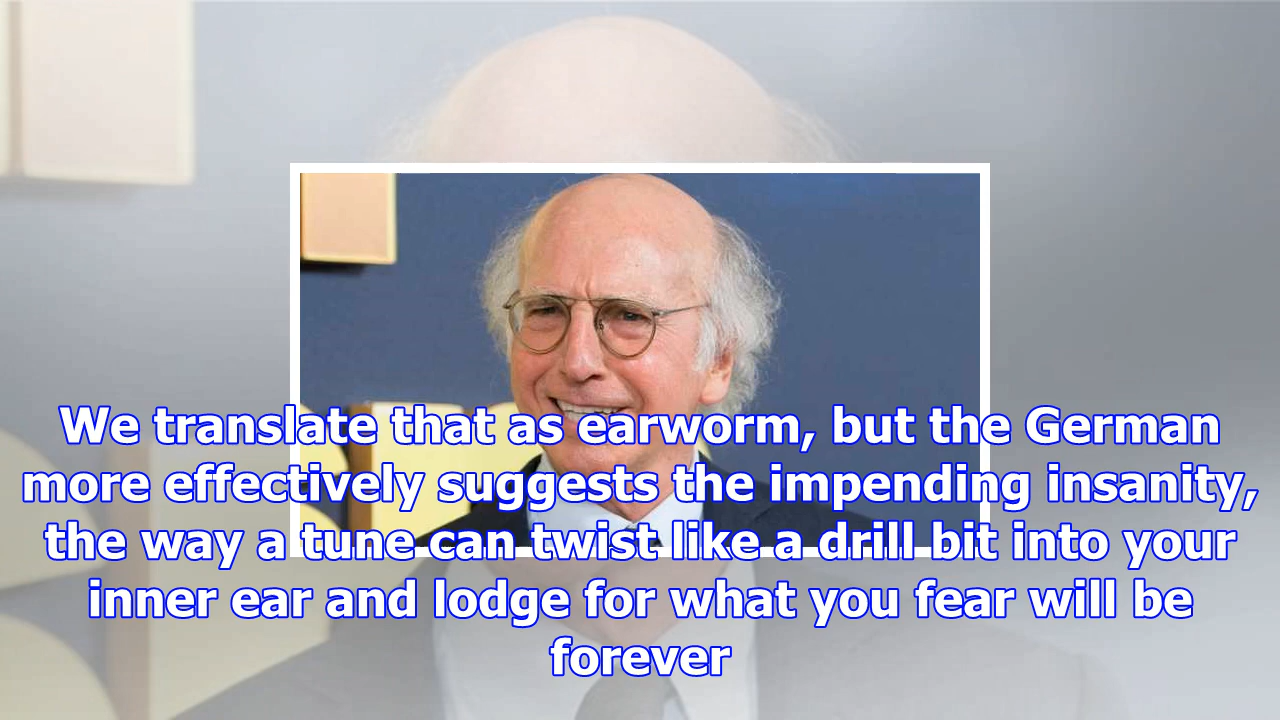 We translate that as earworm, but the German
more effectively suggests the impending insanity,
the way a tune can twist like a drill bit into your
inner ear and lodge for what you fear will be
forever